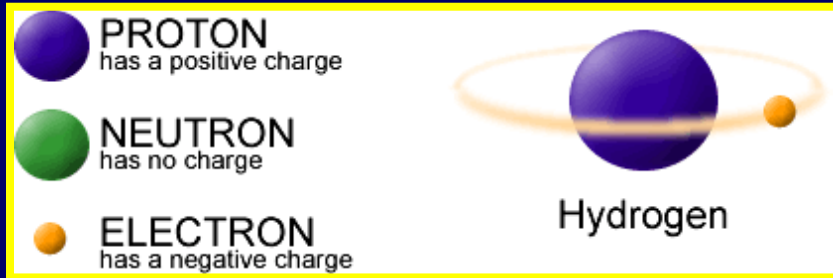 PROTON
has a positive charge
NEUTRON
has no charge
ELECTRON
has a negative charge
Hydrogen